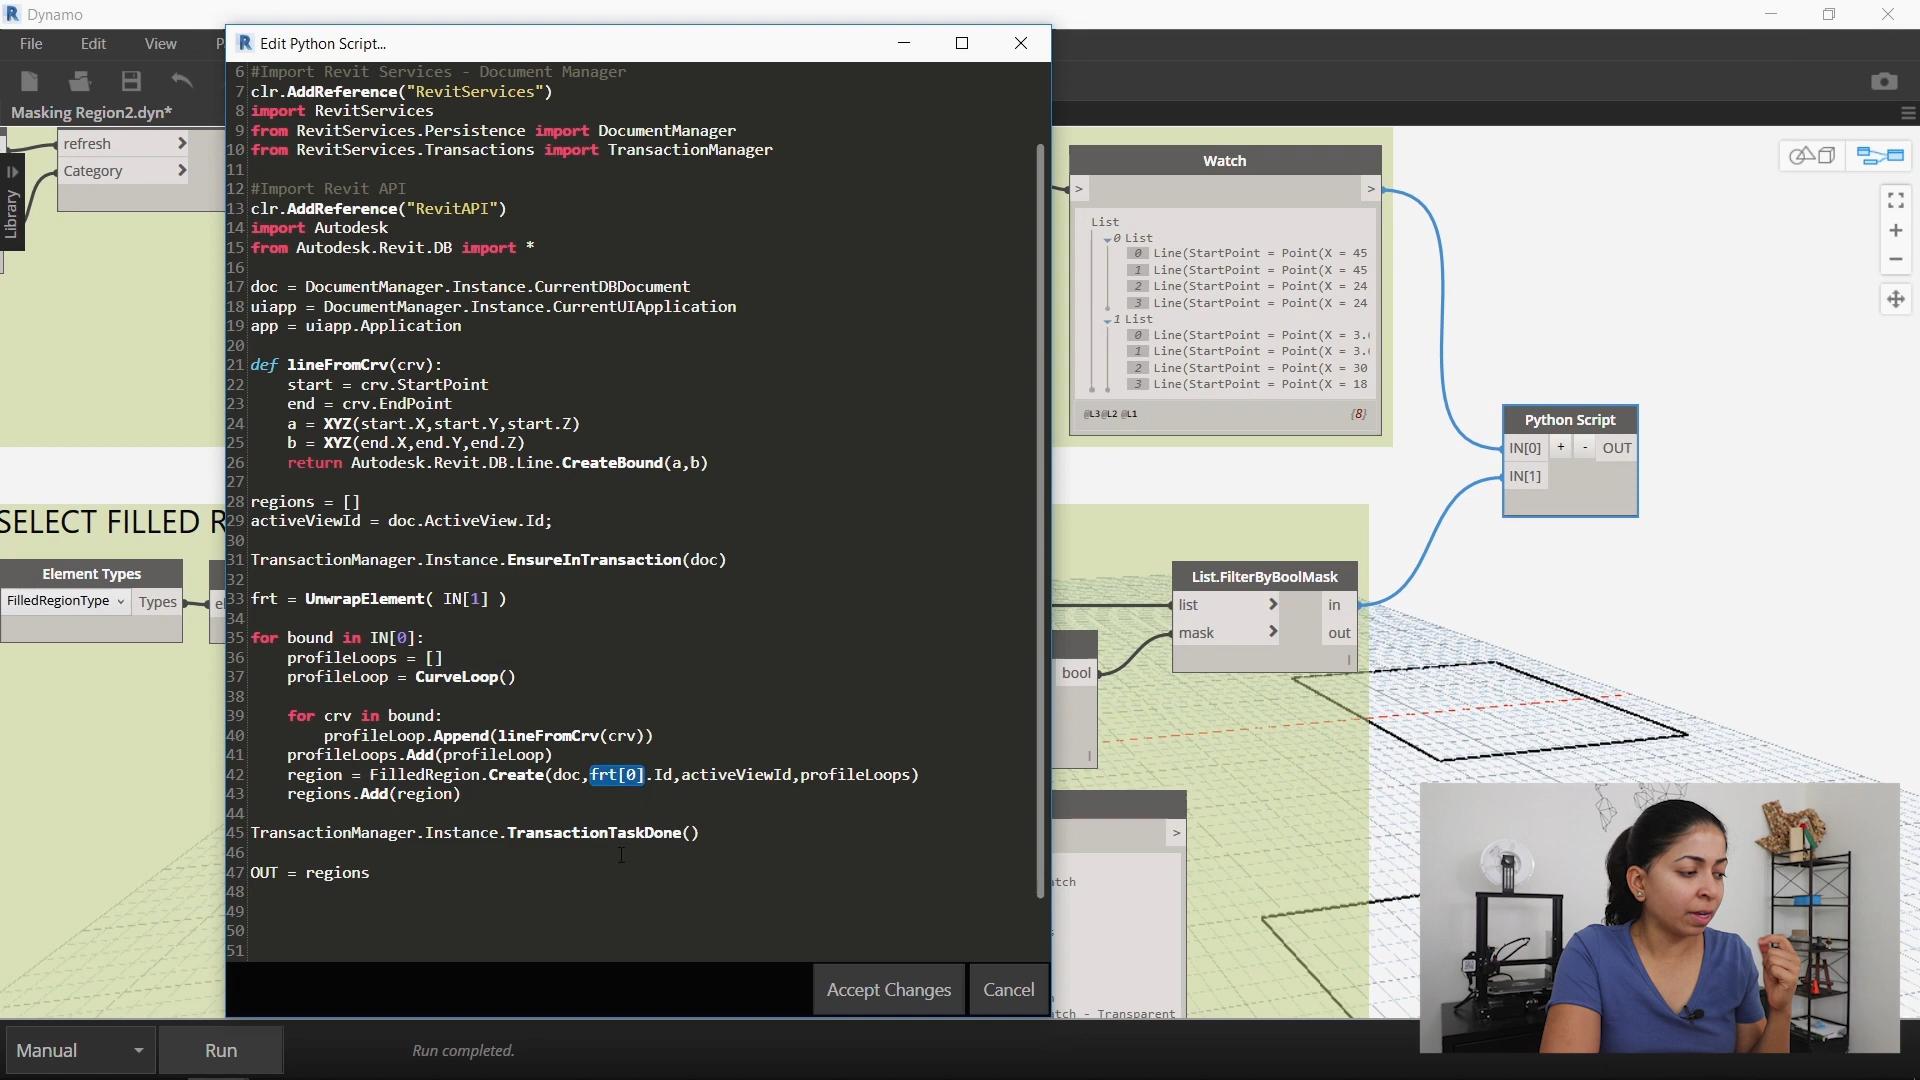 R Dynamo
File
Edit
View
P
Masking Region2.dyn*
Library
refresh
Category
SELECT FILLED R
Element Types
FilledRegionType
Types
e
R Edit Python Script...
6 #Import Revit Services - Document Manager
7 clr.AddReference("RevitServices")
8 import RevitServices
9 from RevitServices.Persistence import DocumentManager
10 from RevitServices.Transactions import TransactionManager
11
12 #Import Revit API
13 clr.AddReference("RevitAPI")
14 import Autodesk
15 from Autodesk.Revit.DB import *
16
17 doc = DocumentManager.Instance.CurrentDBDocument
18 uiapp = DocumentManager.Instance.CurrentUIApplication
19 app = uiapp.Application
20
21 def lineFromCrv(crv):
22 start = crv.StartPoint
23 end = crv.EndPoint
24 a = XYZ(start.X,start.Y,start.Z)
25 b = XYZ(end.X,end.Y,end.Z)
26 return Autodesk.Revit.DB.Line.CreateBound(a,b)
27
28 regions = []
29 activeViewId = doc.ActiveView.Id;
30
31 TransactionManager.Instance.EnsureInTransaction(doc)
32
33 frt = UnwrapElement( IN[1] )
34
35 for bound in IN[0]:
36 profileLoops = []
37 profileLoop = CurveLoop()
38
39 for crv in bound:
40 profileLoop.Append(lineFromCrv(crv))
41 profileLoops.Add(profileLoop)
42 region = FilledRegion.Create(doc,frt[0].Id,activeViewId,profileLoops)
43 regions.Add(region)
44
45 TransactionManager.Instance.TransactionTaskDone()
46
47 OUT = regions
48
49
50
51
Accept Changes
Cancel
Watch
>
>
List
0 List
0 Line(StartPoint = Point(X = 45
1 Line(StartPoint = Point(X = 45
2 Line(StartPoint = Point(X = 24
3 Line(StartPoint = Point(X = 24
1 List
0 Line(StartPoint = Point(X = 3.
1 Line(StartPoint = Point(X = 3.
2 Line(StartPoint = Point(X = 30
3 Line(StartPoint = Point(X = 18
@L3 @L2 @L1
{8}
Python Script
IN[0] + - OUT
IN[1]
List.FilterByBoolMask
list > in
mask > out
bool
>
tch
tch - Transparent
Manual
Run
Run completed.